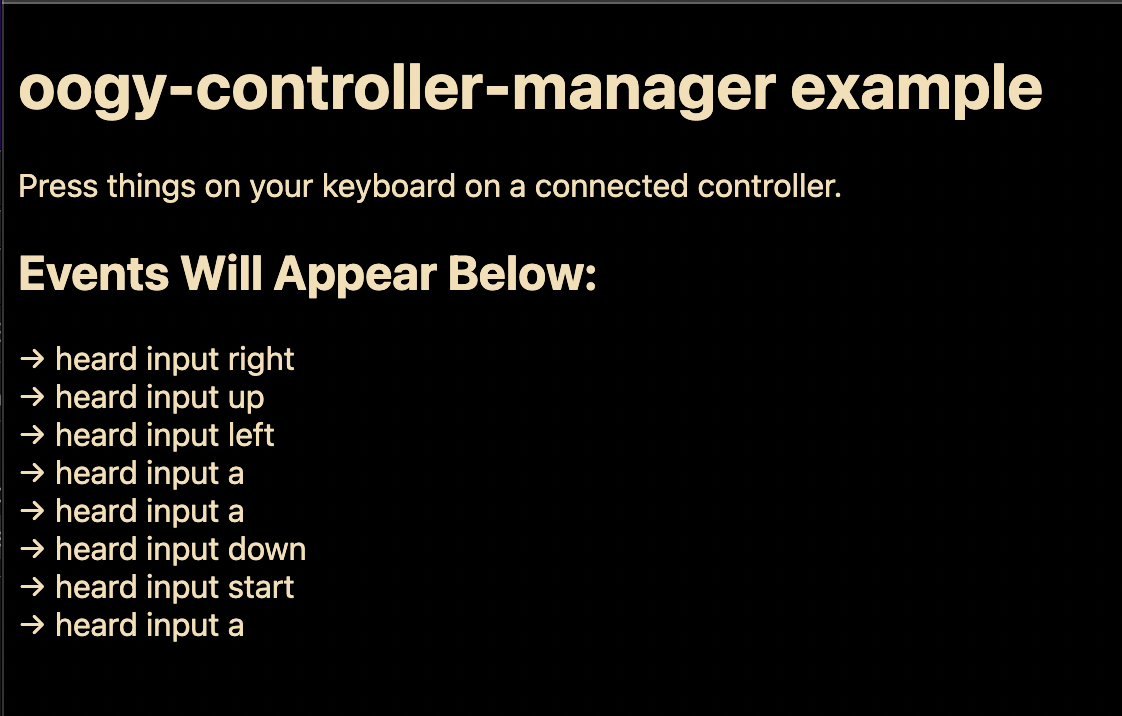 oogy-controller-manager example
Press things on your keyboard on a connected controller.
Events Will Appear Below:
→ heard input right
→ heard input up
→ heard input left
→ heard input a
→ heard input a
→ heard input down
→ heard input start
→ heard input a